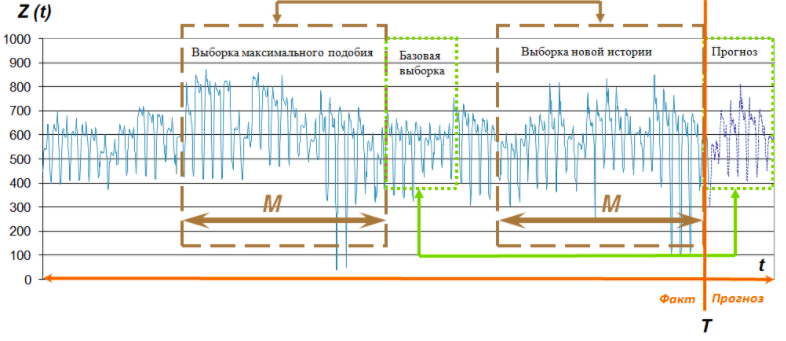 Z (t)
1000
900
800
700
600
500
400
300
200
100
0
Выборка максимального подобия
Базовая
выборка
Выборка новой истории
Прогноз
M
M
t
Факт
Прогноз
T